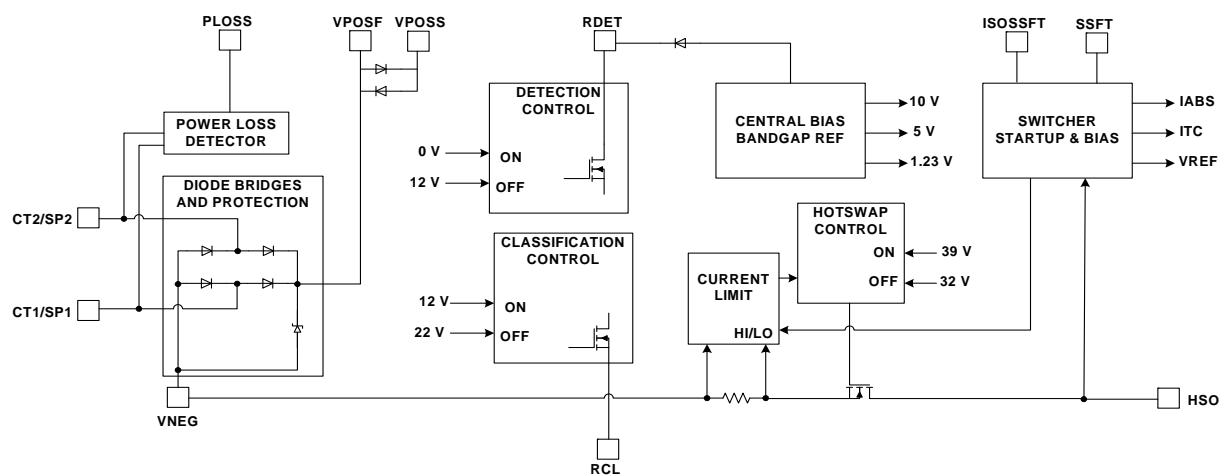 PLOSS
VPOSF
VPOSS
RDET
ISOSSFT
SSFT
POWER LOSS
DETECTOR
DETECTION
CONTROL
0 V
ON
12 V
OFF
CENTRAL BIAS
BANDGAP REF
10 V
5 V
1.23 V
SWITCHER
STARTUP & BIAS
IABS
ITC
VREF
DIODE BRIDGES
AND PROTECTION
CT2/SP2
CT1/SP1
CLASSIFICATION
CONTROL
12 V
ON
22 V
OFF
CURRENT
LIMIT
HI/LO
HOTSWAP
CONTROL
ON
39 V
OFF
32 V
VNEG
HSO
RCL